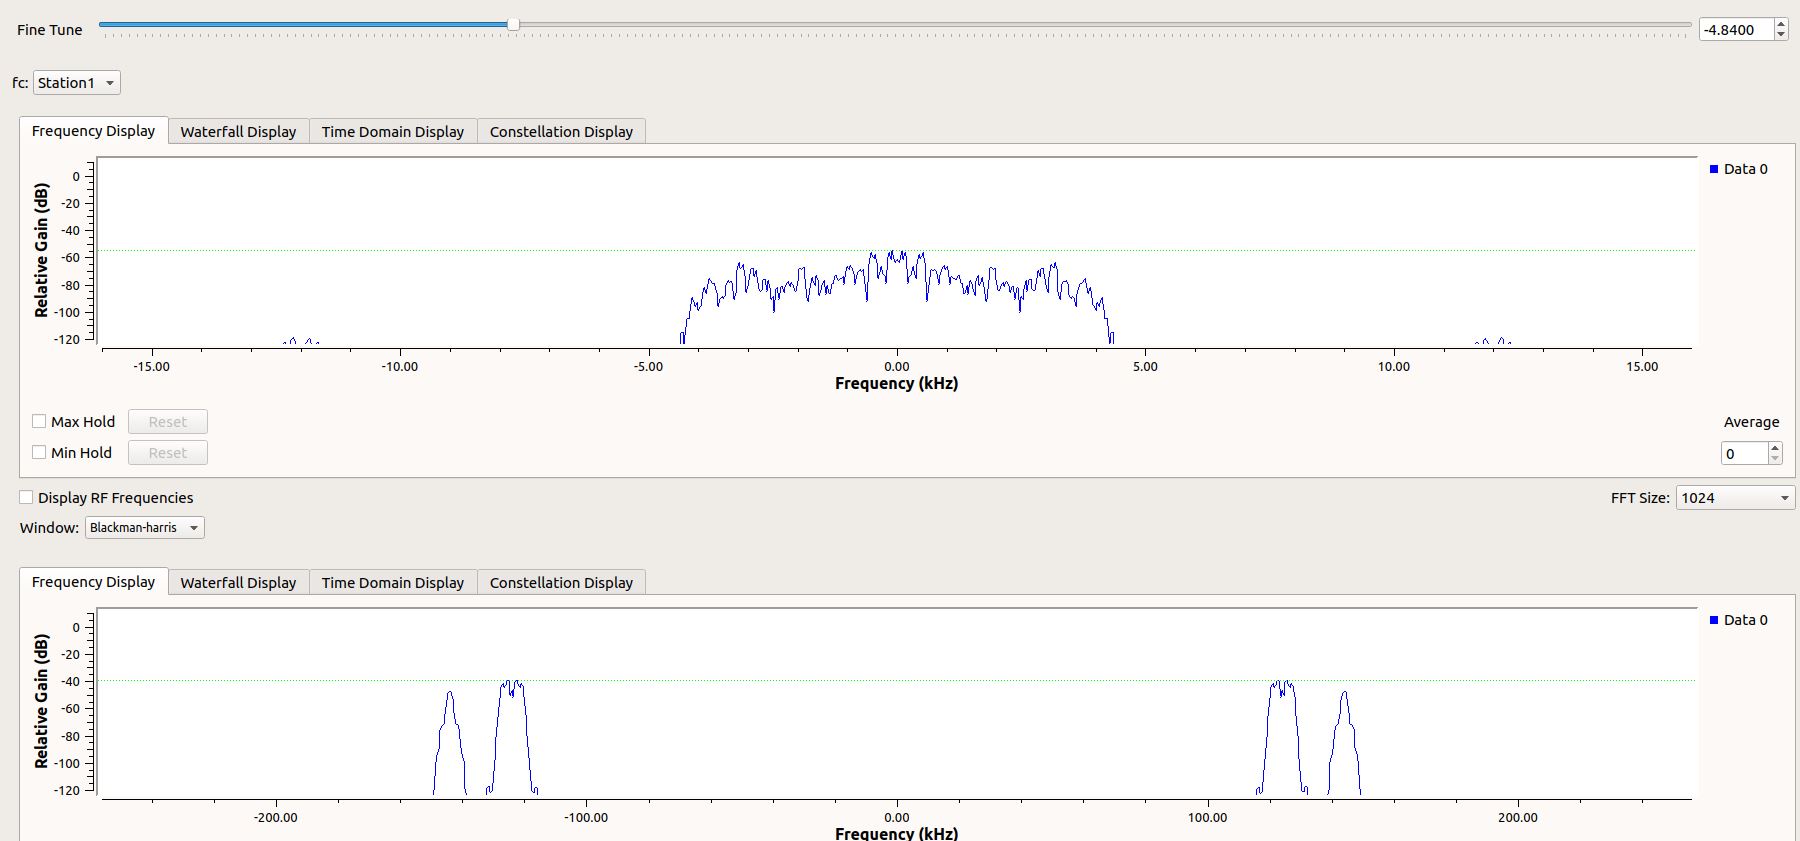 Fine Tune -4.8400
fc: Station1
Frequency Display Waterfall Display Time Domain Display Constellation Display
Relative Gain (dB)
0
-20
-40
-60
-80
-100
-120
Data 0
-15.00 -10.00 -5.00 0.00 5.00 10.00 15.00
Frequency (kHz)
Max Hold Reset Average
Min Hold Reset 0
Display RF Frequencies FFT Size: 1024
Window: Blackman-harris
Frequency Display Waterfall Display Time Domain Display Constellation Display
Relative Gain (dB)
0
-20
-40
-60
-80
-100
-120
Data 0
-200.00 -100.00 0.00 100.00 200.00
Frequency (kHz)